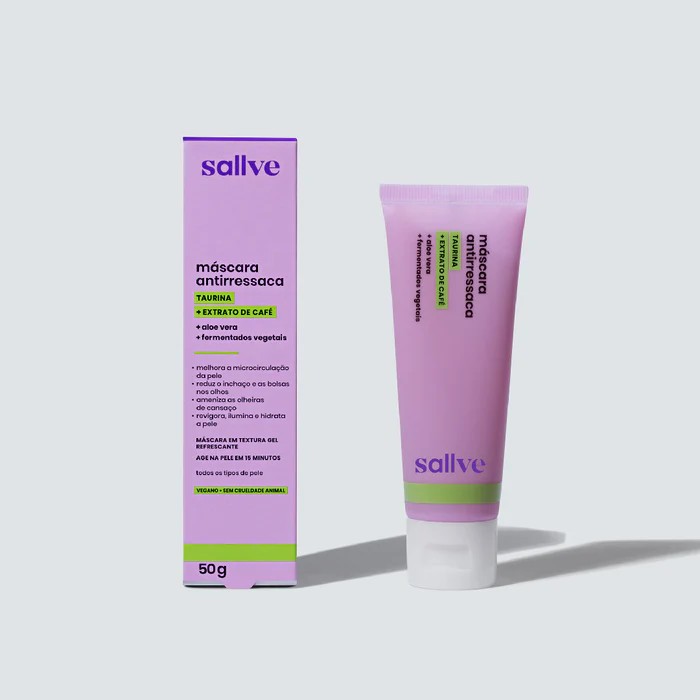 sallve
máscara
antirressaca
TAURINA
+ EXTRATO DE CAFÉ
+ aloe vera
+ fermentados vegetais
• melhora a microcirculação
da pele
• reduz o inchaço e as bolsas
nos olhos
• ameniza as olheiras
de cansaço
• revigora, ilumina e hidrata
a pele
MÁSCARA EM TEXTURA GEL
REFRESCANTE
AGE NA PELE EM 15 MINUTOS
todos os tipos de pele
VEGANO • SEM CRUELDADE ANIMAL
50g
máscara
antirressaca
TAURINA
+ EXTRATO DE CAFÉ
+ aloe vera
+ fermentados vegetais
sallve